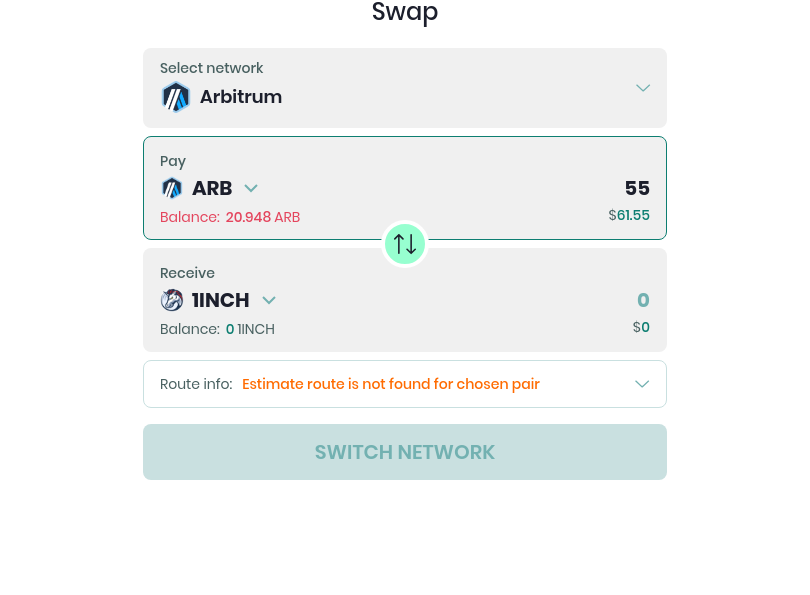 Swap
Select network
Arbitrum
Pay
ARB
55
Balance: 20.948 ARB
$61.55
Receive
1INCH
0
Balance: 0 1INCH
$0
Route info: Estimate route is not found for chosen pair
SWITCH NETWORK